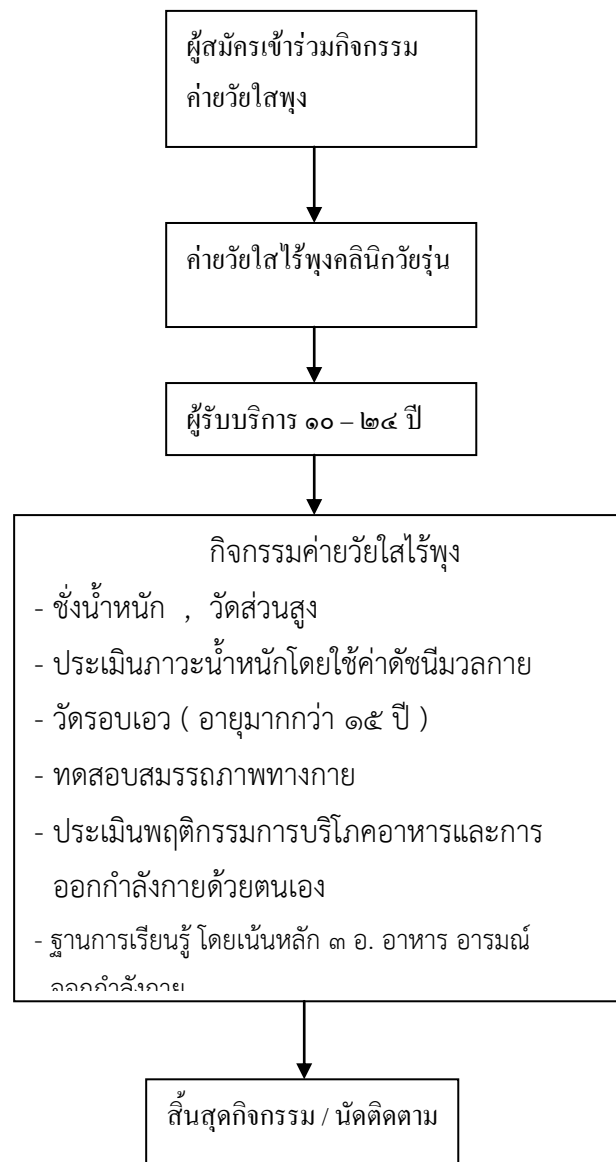 ผู้สมัครเข้าร่วมกิจกรรม
ค่ายวัยใสพุง
ค่ายวัยใสไร้พุงคลินิกวัยรุ่น
ผู้รับบริการ ๑๐ – ๒๔ ปี
กิจกรรมค่ายวัยใสไร้พุง
- ชั่งน้ำหนัก , วัดส่วนสูง
- ประเมินภาวะน้ำหนักโดยใช้ค่าดัชนีมวลกาย
- วัดรอบเอว ( อายุมากกว่า ๑๕ ปี )
- ทดสอบสมรรถภาพทางกาย
- ประเมินพฤติกรรมการบริโภคอาหารและการ
ออกกำลังกายด้วยตนเอง
- ฐานการเรียนรู้ โดยเน้นหลัก ๓ อ. อาหาร อารมณ์
ออกกำลังกาย
สิ้นสุดกิจกรรม / นัดติดตาม